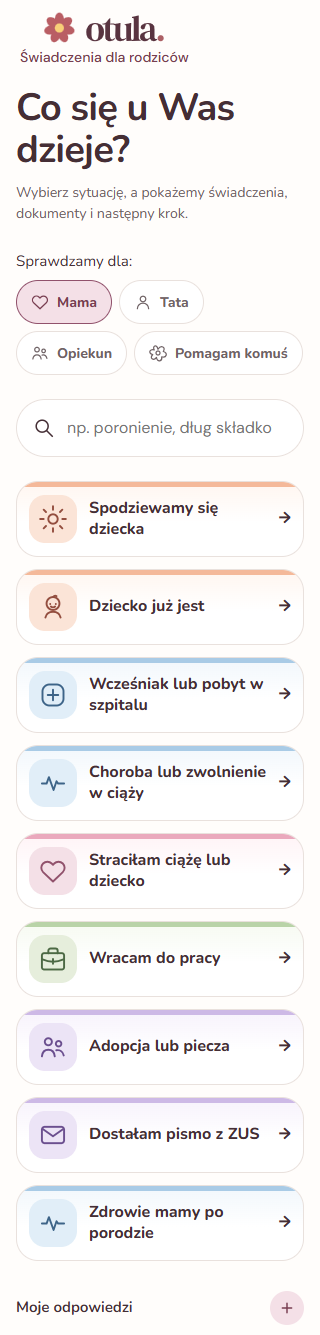 otula.
Świadczenia dla rodziców
Co się u Was
dzieje?
Wybierz sytuację, a pokażemy świadczenia,
dokumenty i następny krok.
Sprawdzamy dla:
Mama
Tata
Opiekun
Pomagam komuś
np. poronienie, dług składko
Spodziewamy się
dziecka
Dziecko już jest
Wcześniak lub pobyt w
szpitalu
Choroba lub zwolnienie
w ciąży
Straciłam ciążę lub
dziecko
Wracam do pracy
Adopcja lub piecza
Dostałam pismo z ZUS
Zdrowie mamy po
porodzie
Moje odpowiedzi